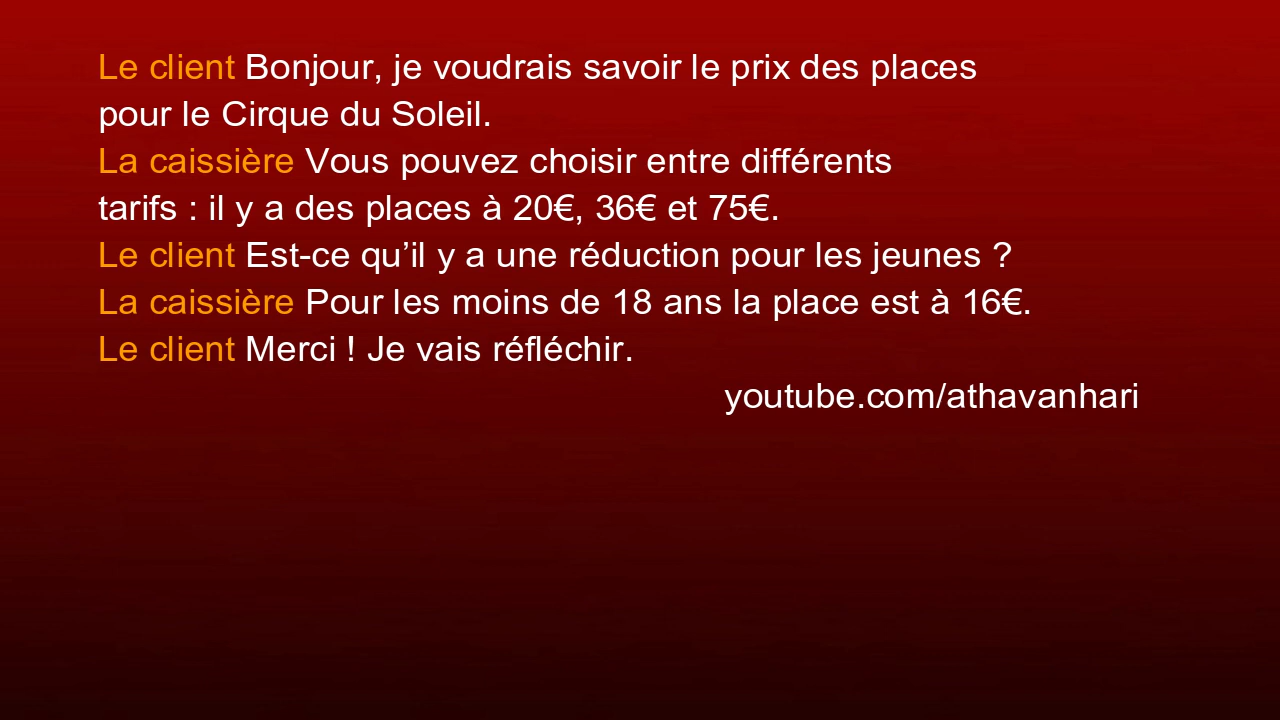 Le client Bonjour, je voudrais savoir le prix des places
pour le Cirque du Soleil.
La caissière Vous pouvez choisir entre différents
tarifs : il y a des places à 20€, 36€ et 75€.
Le client Est-ce qu’il y a une réduction pour les jeunes ?
La caissière Pour les moins de 18 ans la place est à 16€.
Le client Merci ! Je vais réfléchir.
youtube.com/athavanhari